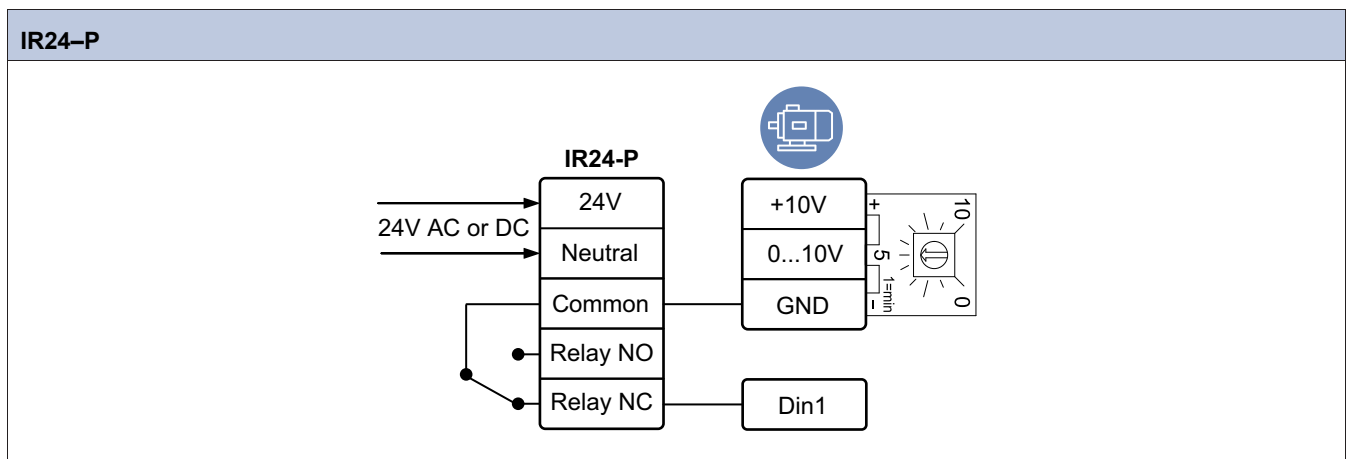 IR24–P
IR24-P
24V AC or DC
24V
Neutral
Common
Relay NO
Relay NC
+10V
0...10V
GND
Din1
+
-
10
5
1=min
0